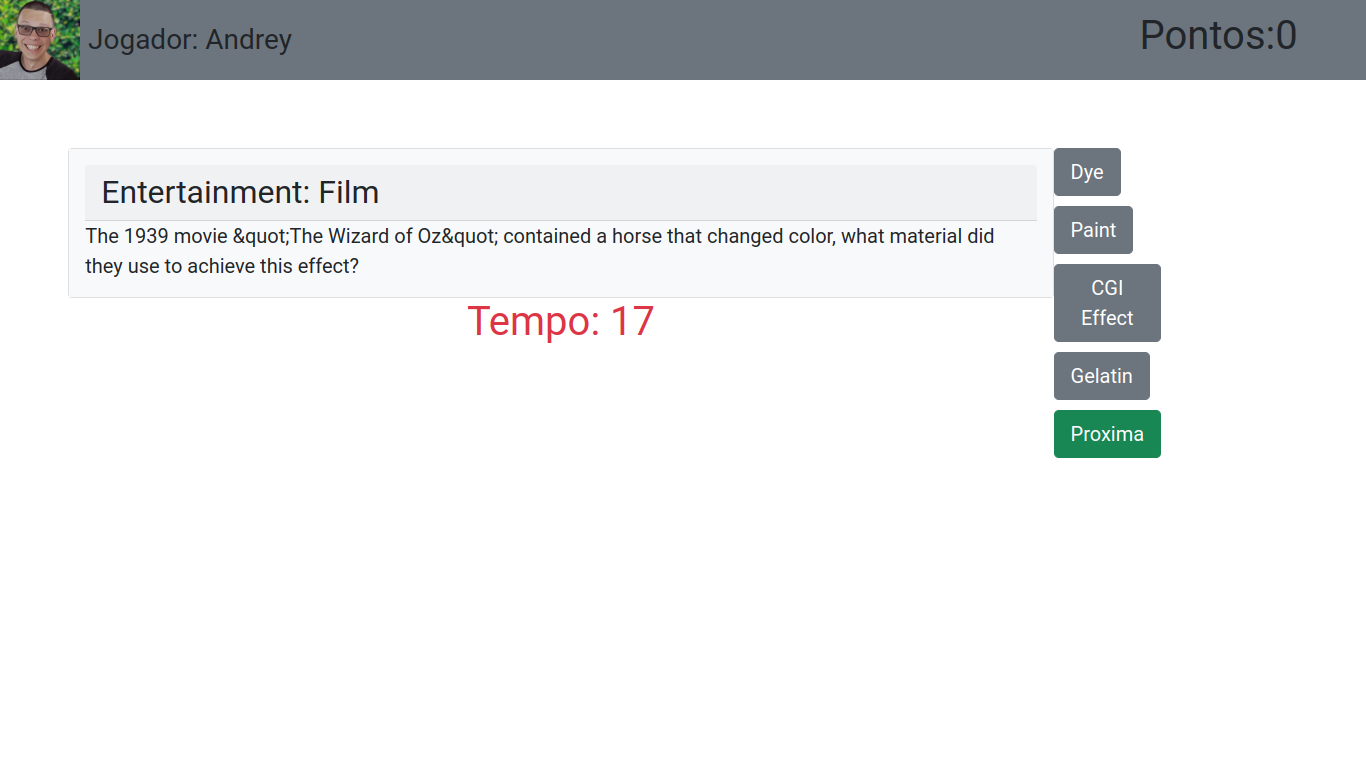 Jogador: Andrey
Pontos:0
Entertainment: Film
The 1939 movie &quot;The Wizard of Oz&quot; contained a horse that changed color, what material did
they use to achieve this effect?
Tempo: 17
Dye
Paint
CGI
Effect
Gelatin
Proxima